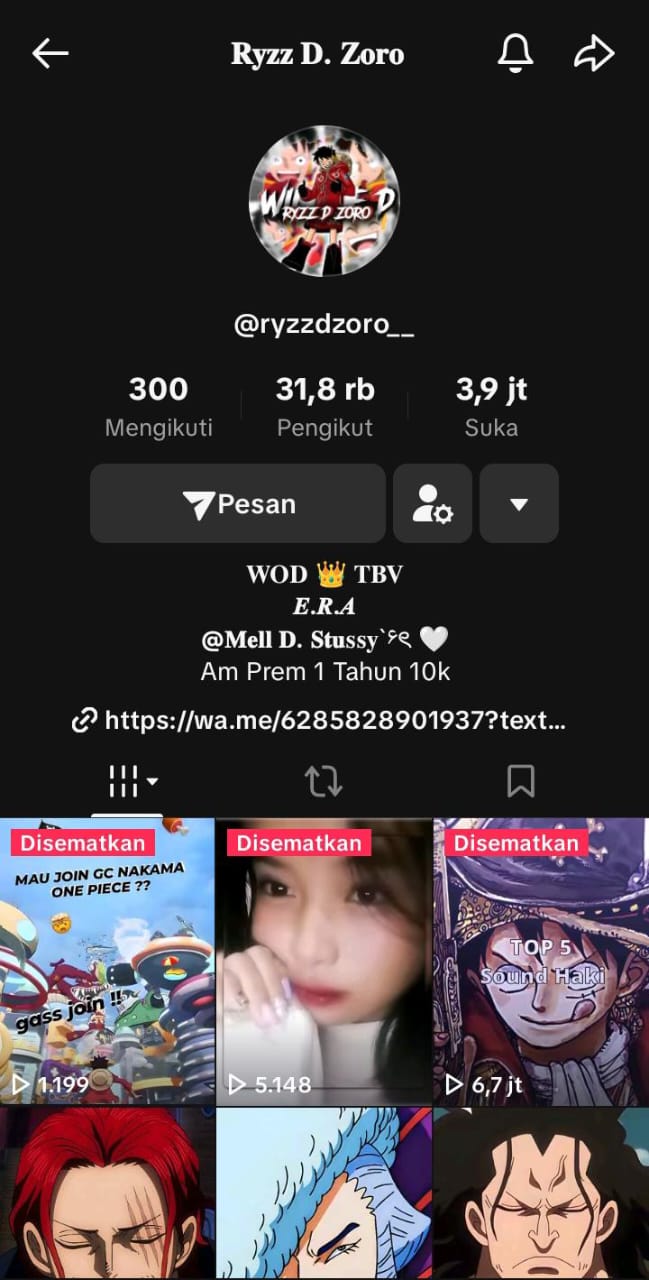 Ryzz D. Zoro
RYZZ D ZORO
@ryzzdzoro__
300
Mengikuti
31,8 rb
Pengikut
3,9 jt
Suka
Pesan
WOD 👑 TBV
E.R.A
@Mell D. Stussy`۶ৎ 🤍
Am Prem 1 Tahun 10k
https://wa.me/6285828901937?text...
Disematkan
MAU JOIN GC NAKAMA
ONE PIECE ??
🤯
gass join !!
1.199
Disematkan
5.148
Disematkan
TOP 5
Sound Haki
6,7 jt